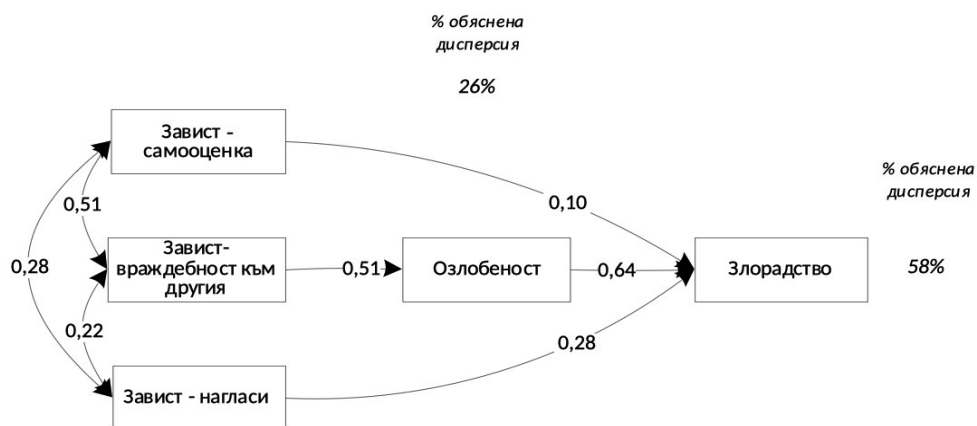 % обяснена
дисперсия
26%
Завист -
самооценка
% обяснена
дисперсия
0,10
0,51
Завист-
враждебност към
другия
0,28
0,51
Озлобеност
0,64
Злорадство
58%
0,22
0,28
Завист - нагласи